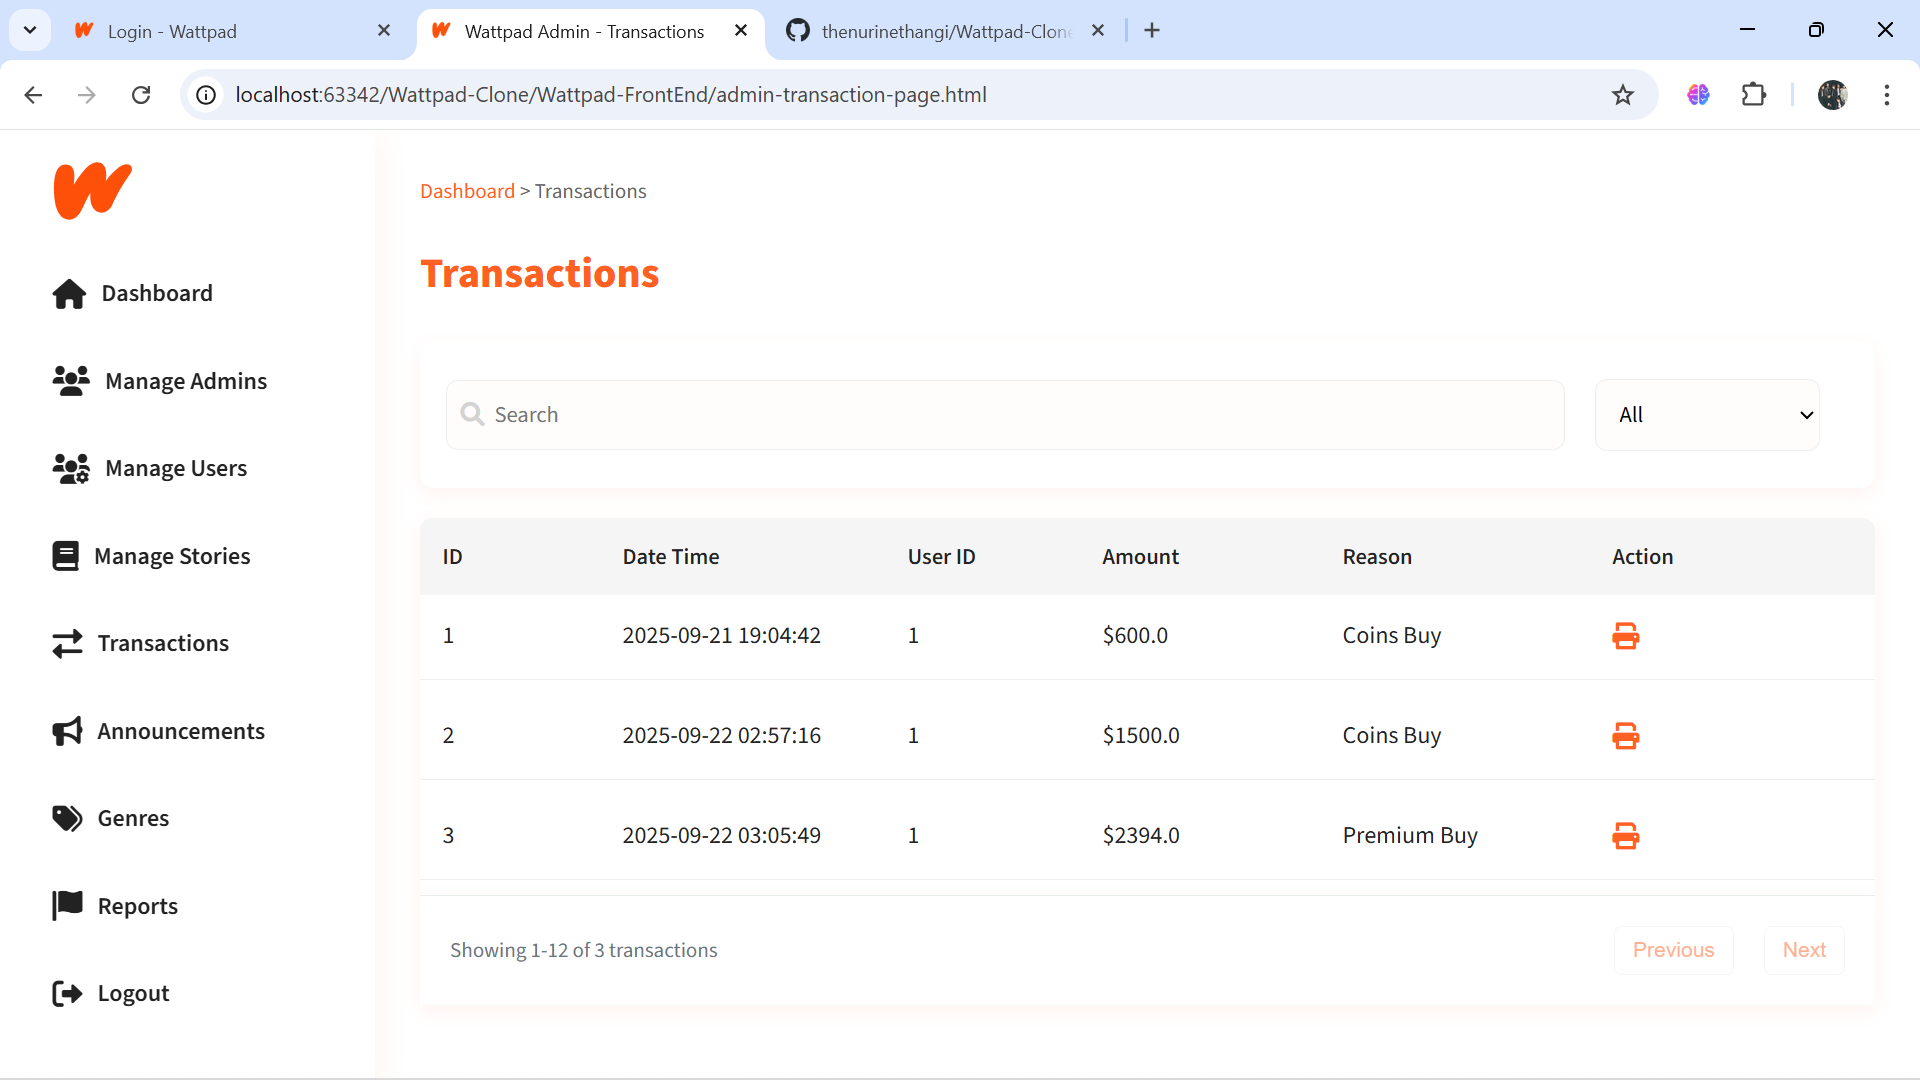 Login - Wattpad
Wattpad Admin - Transactions
thenurinethangi/Wattpad-Clone
localhost:63342/Wattpad-Clone/Wattpad-FrontEnd/admin-transaction-page.html
Dashboard > Transactions
Transactions
Dashboard
Manage Admins
Manage Users
Manage Stories
Transactions
Announcements
Genres
Reports
Logout
Search
All
ID Date Time User ID Amount Reason Action
1 2025-09-21 19:04:42 1 $600.0 Coins Buy
2 2025-09-22 02:57:16 1 $1500.0 Coins Buy
3 2025-09-22 03:05:49 1 $2394.0 Premium Buy
Showing 1-12 of 3 transactions
Previous Next